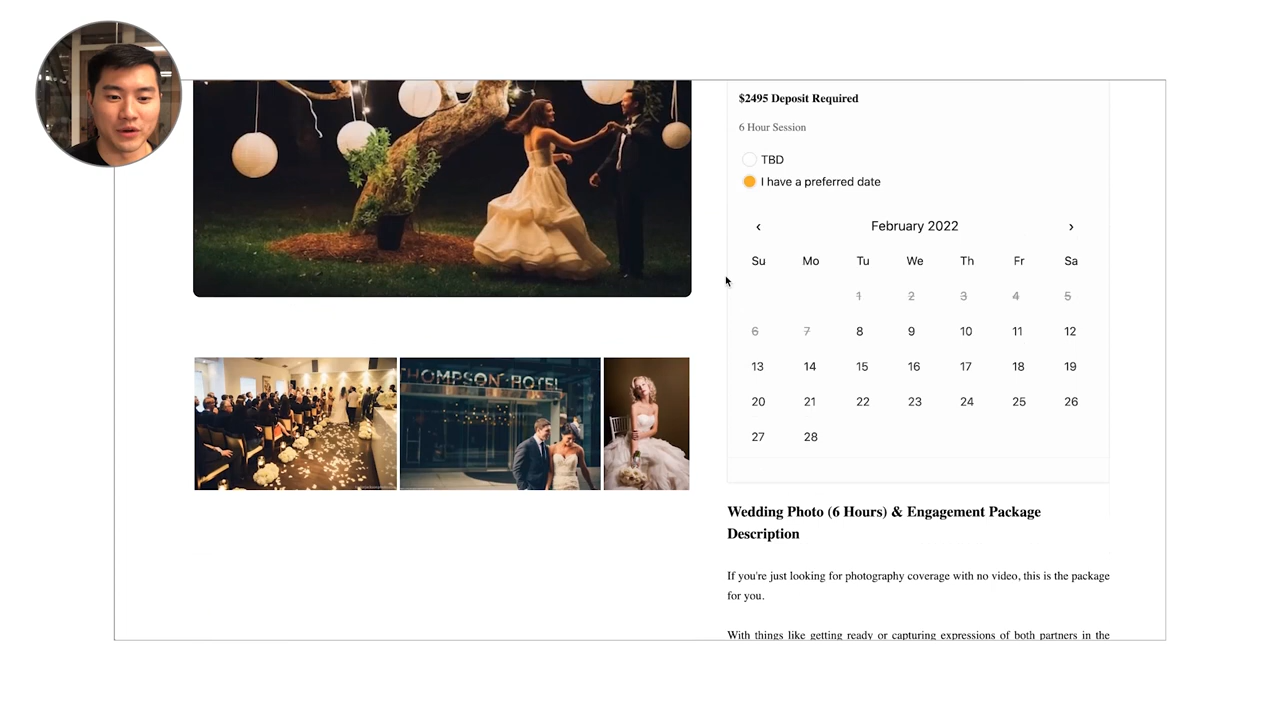 $2495 Deposit Required
6 Hour Session
TBD
I have a preferred date
‹ February 2022 ›
Su Mo Tu We Th Fr Sa
1 2 3 4 5
6 7 8 9 10 11 12
13 14 15 16 17 18 19
20 21 22 23 24 25 26
27 28
THOMPSON HOTEL
Wedding Photo (6 Hours) & Engagement Package
Description
If you're just looking for photography coverage with no video, this is the package
for you.
With things like getting ready or capturing expressions of both partners in the